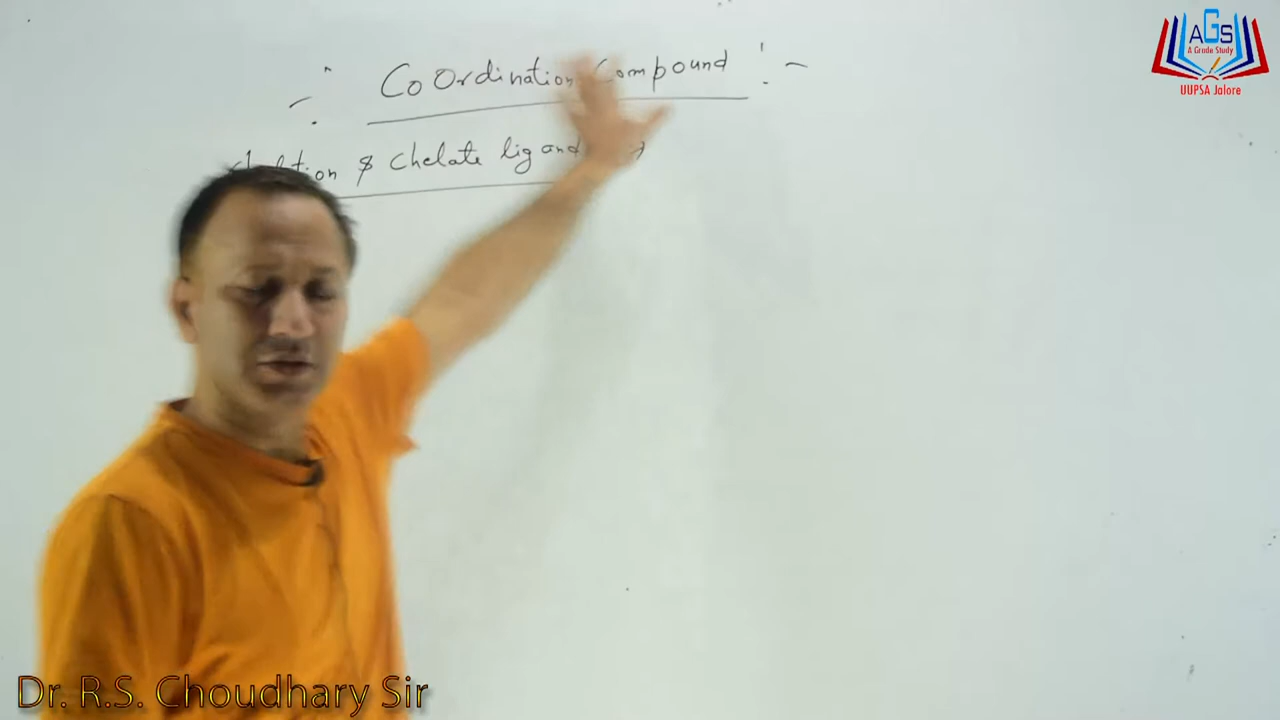 CoOrdination Compound
& Chelate ligand
AGS
A Grade Study
UUPSA Jalore
Dr. R.S. Choudhary Sir